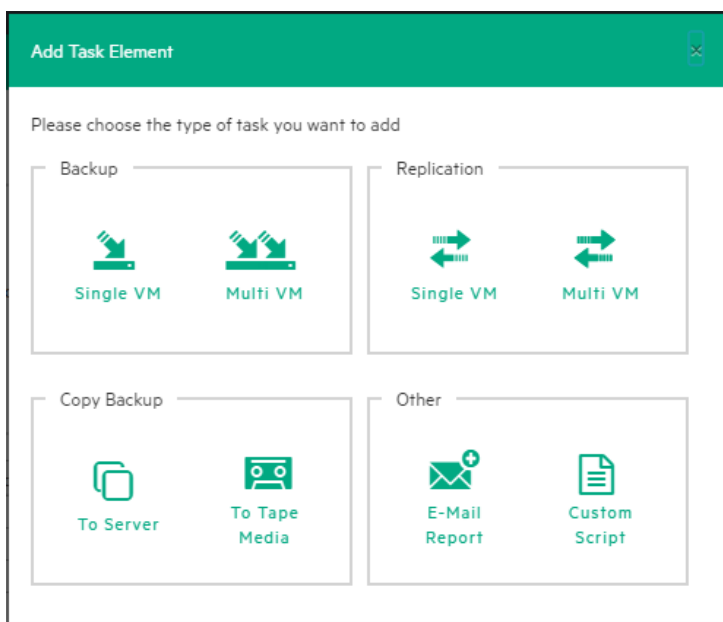 Add Task Element
Please choose the type of task you want to add
Backup
Single VM
Multi VM
Replication
Single VM
Multi VM
Copy Backup
To Server
To Tape
Media
Other
E-Mail
Report
Custom
Script